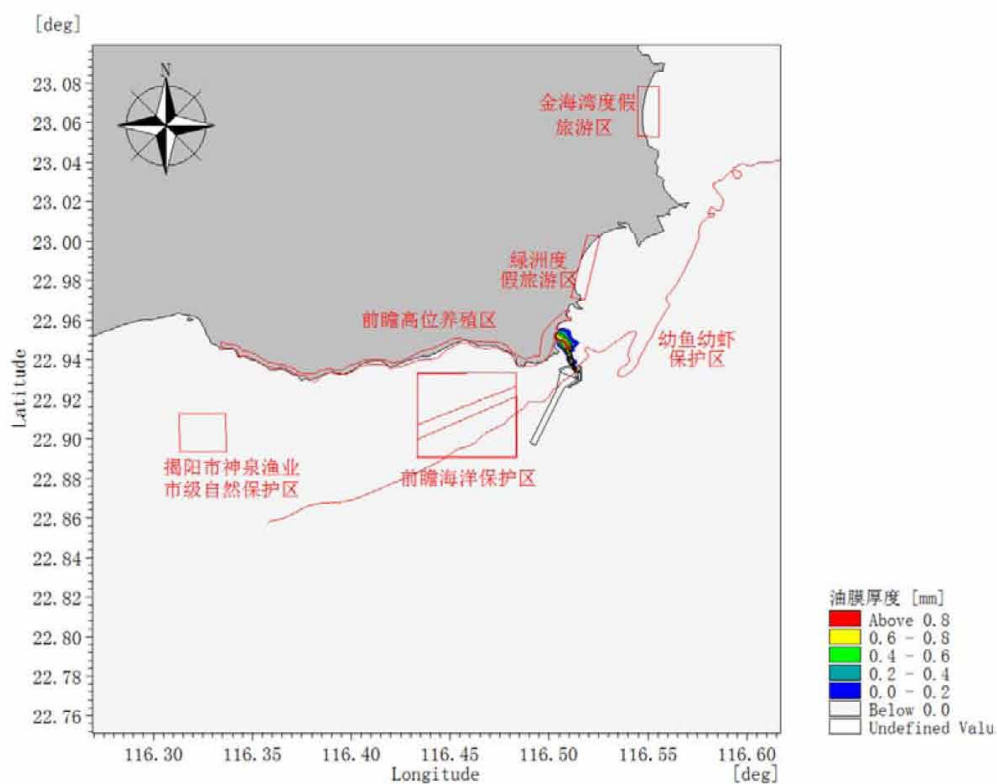 [deg]
N
23.08
23.06
23.04
23.02
23.00
22.98
22.96
22.94
22.92
22.90
22.88
22.86
22.84
22.82
22.80
22.78
22.76
Latitude
金海湾度假
旅游区
绿洲度
假旅游区
前瞻高位养殖区
幼鱼幼虾
保护区
揭阳市神泉渔业
市级自然保护区
前瞻海洋保护区
116.30
116.35
116.40
116.45
116.50
116.55
116.60
Longitude
[deg]
油膜厚度 [mm]
Above 0.8
0.6 - 0.8
0.4 - 0.6
0.2 - 0.4
0.0 - 0.2
Below 0.0
Undefined Valu